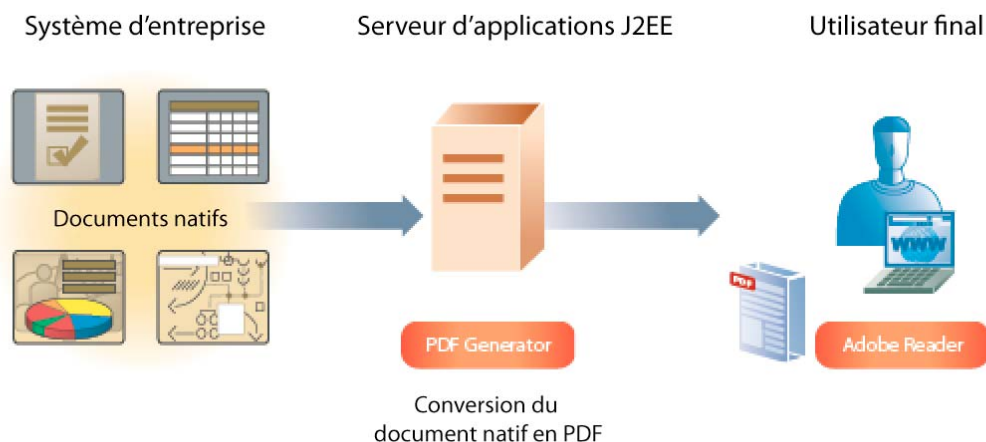 Système d'entreprise
Serveur d'applications J2EE
Utilisateur final
Documents natifs
www
PDF
PDF Generator
Adobe Reader
Conversion du
document natif en PDF